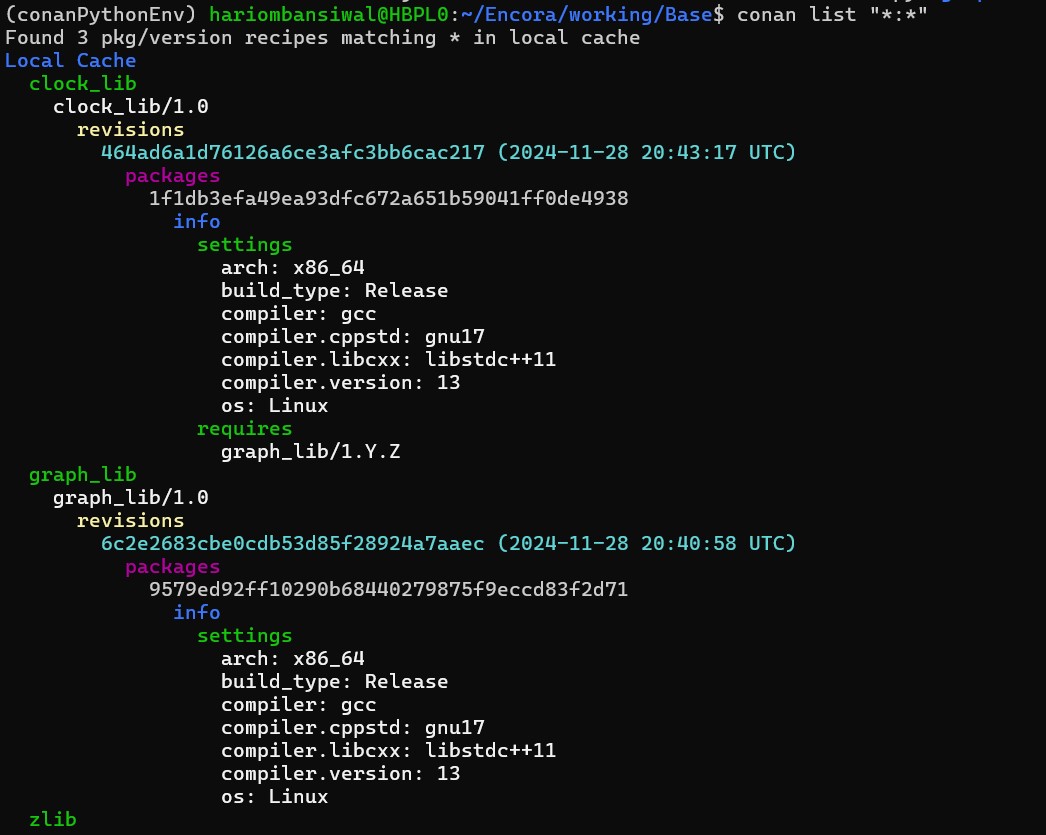 (conanPythonEnv) hariombansiwal@HBPL0:~/Encora/working/Base$ conan list "*:*"
Found 3 pkg/version recipes matching * in local cache
Local Cache
  clock_lib
    clock_lib/1.0
      revisions
        464ad6a1d76126a6ce3afc3bb6cac217 (2024-11-28 20:43:17 UTC)
          packages
            1f1db3efa49ea93dfc672a651b59041ff0de4938
              info
                settings
                  arch: x86_64
                  build_type: Release
                  compiler: gcc
                  compiler.cppstd: gnu17
                  compiler.libcxx: libstdc++11
                  compiler.version: 13
                  os: Linux
                requires
                  graph_lib/1.Y.Z
  graph_lib
    graph_lib/1.0
      revisions
        6c2e2683cbe0cdb53d85f28924a7aaec (2024-11-28 20:40:58 UTC)
          packages
            9579ed92ff10290b68440279875f9eccd83f2d71
              info
                settings
                  arch: x86_64
                  build_type: Release
                  compiler: gcc
                  compiler.cppstd: gnu17
                  compiler.libcxx: libstdc++11
                  compiler.version: 13
                  os: Linux
  zlib